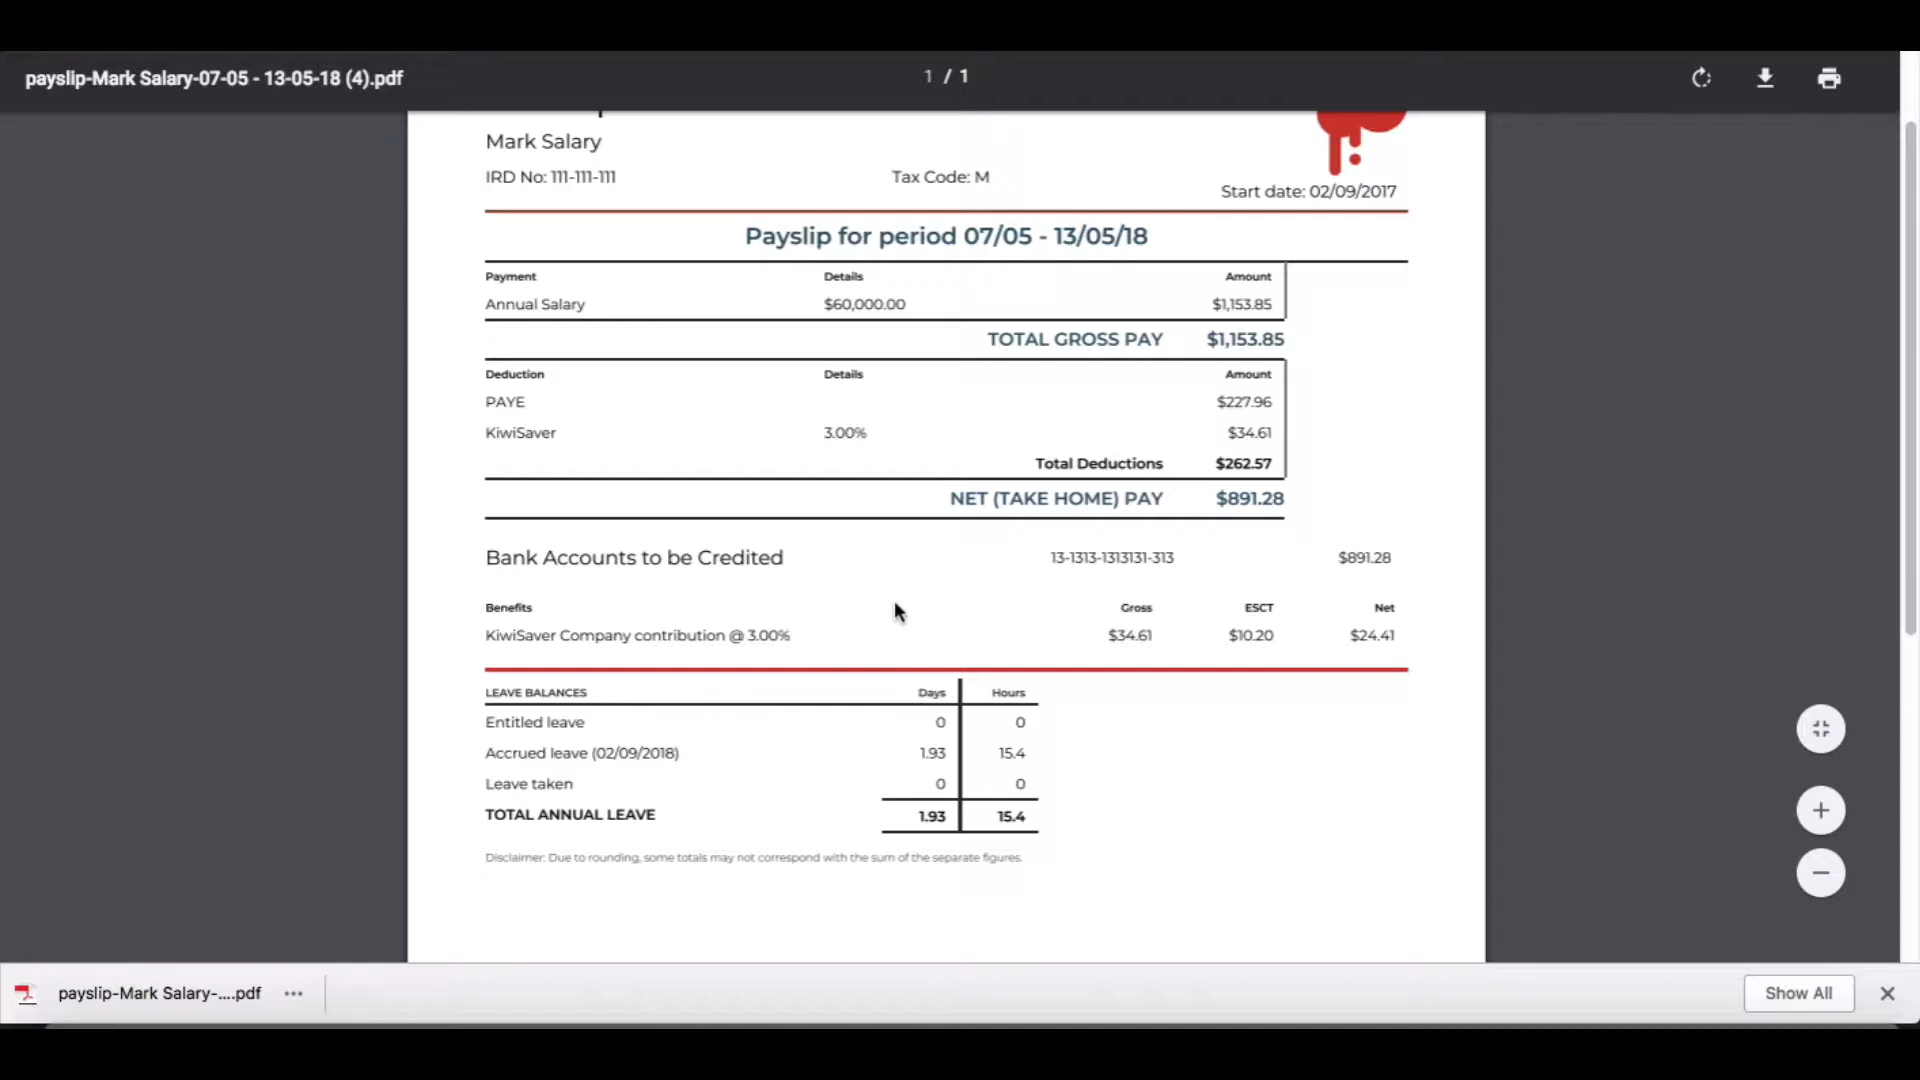 payslip-Mark Salary-07-05 - 13-05-18 (4).pdf 1 / 1
Mark Salary
IRD No: 111-111-111 Tax Code: M
Start date: 02/09/2017
Payslip for period 07/05 - 13/05/18
Payment Details Amount
Annual Salary $60,000.00 $1,153.85
TOTAL GROSS PAY $1,153.85
Deduction Details Amount
PAYE $227.96
KiwiSaver 3.00% $34.61
Total Deductions $262.57
NET (TAKE HOME) PAY $891.28
Bank Accounts to be Credited 13-1313-1313131-313 $891.28
Benefits Gross ESCT Net
KiwiSaver Company contribution @ 3.00% $34.61 $10.20 $24.41
LEAVE BALANCES Days Hours
Entitled leave 0 0
Accrued leave (02/09/2018) 1.93 15.4
Leave taken 0 0
TOTAL ANNUAL LEAVE 1.93 15.4
Disclaimer: Due to rounding, some totals may not correspond with the sum of the separate figures.
payslip-Mark Salary-....pdf Show All